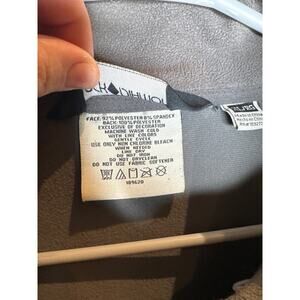 FACE: 92% POLYESTER 8% SPANDEX
BACK: 100% POLYESTER
EXCLUSIVE OF DECORATION
MACHINE WASH COLD
WITH LIKE COLORS
GENTLE CYCLE
USE ONLY NON CHLORINE BLEACH
WHEN NEEDED
LINE DRY
DO NOT IRON
DO NOT DRYCLEAN
DO NOT USE FABRIC SOFTENER
189620